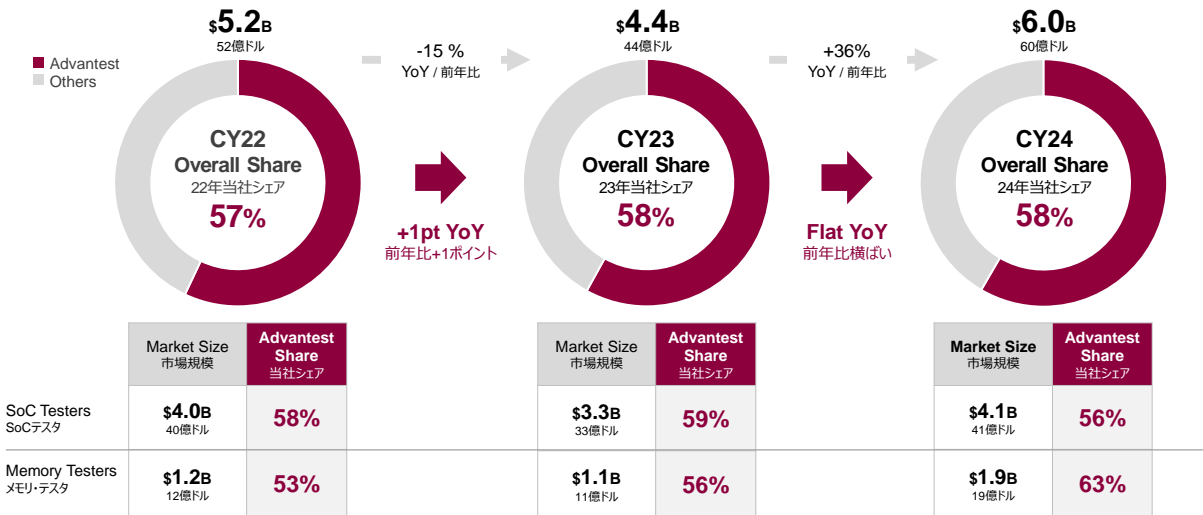 $5.2B
52億ドル
-15 %
YoY / 前年比
$4.4B
44億ドル
+36%
YoY / 前年比
$6.0B
60億ドル
Advantest
Others
CY22
Overall Share
22年当社シェア
57%
+1pt YoY
前年比+1ポイント
CY23
Overall Share
23年当社シェア
58%
Flat YoY
前年比横ばい
CY24
Overall Share
24年当社シェア
58%
Market Size
市場規模
Advantest
Share
当社シェア
Market Size
市場規模
Advantest
Share
当社シェア
Market Size
市場規模
Advantest
Share
当社シェア
SoC Testers
SoCテスタ
$4.0B
40億ドル
58%
$3.3B
33億ドル
59%
$4.1B
41億ドル
56%
Memory Testers
メモリ・テスタ
$1.2B
12億ドル
53%
$1.1B
11億ドル
56%
$1.9B
19億ドル
63%